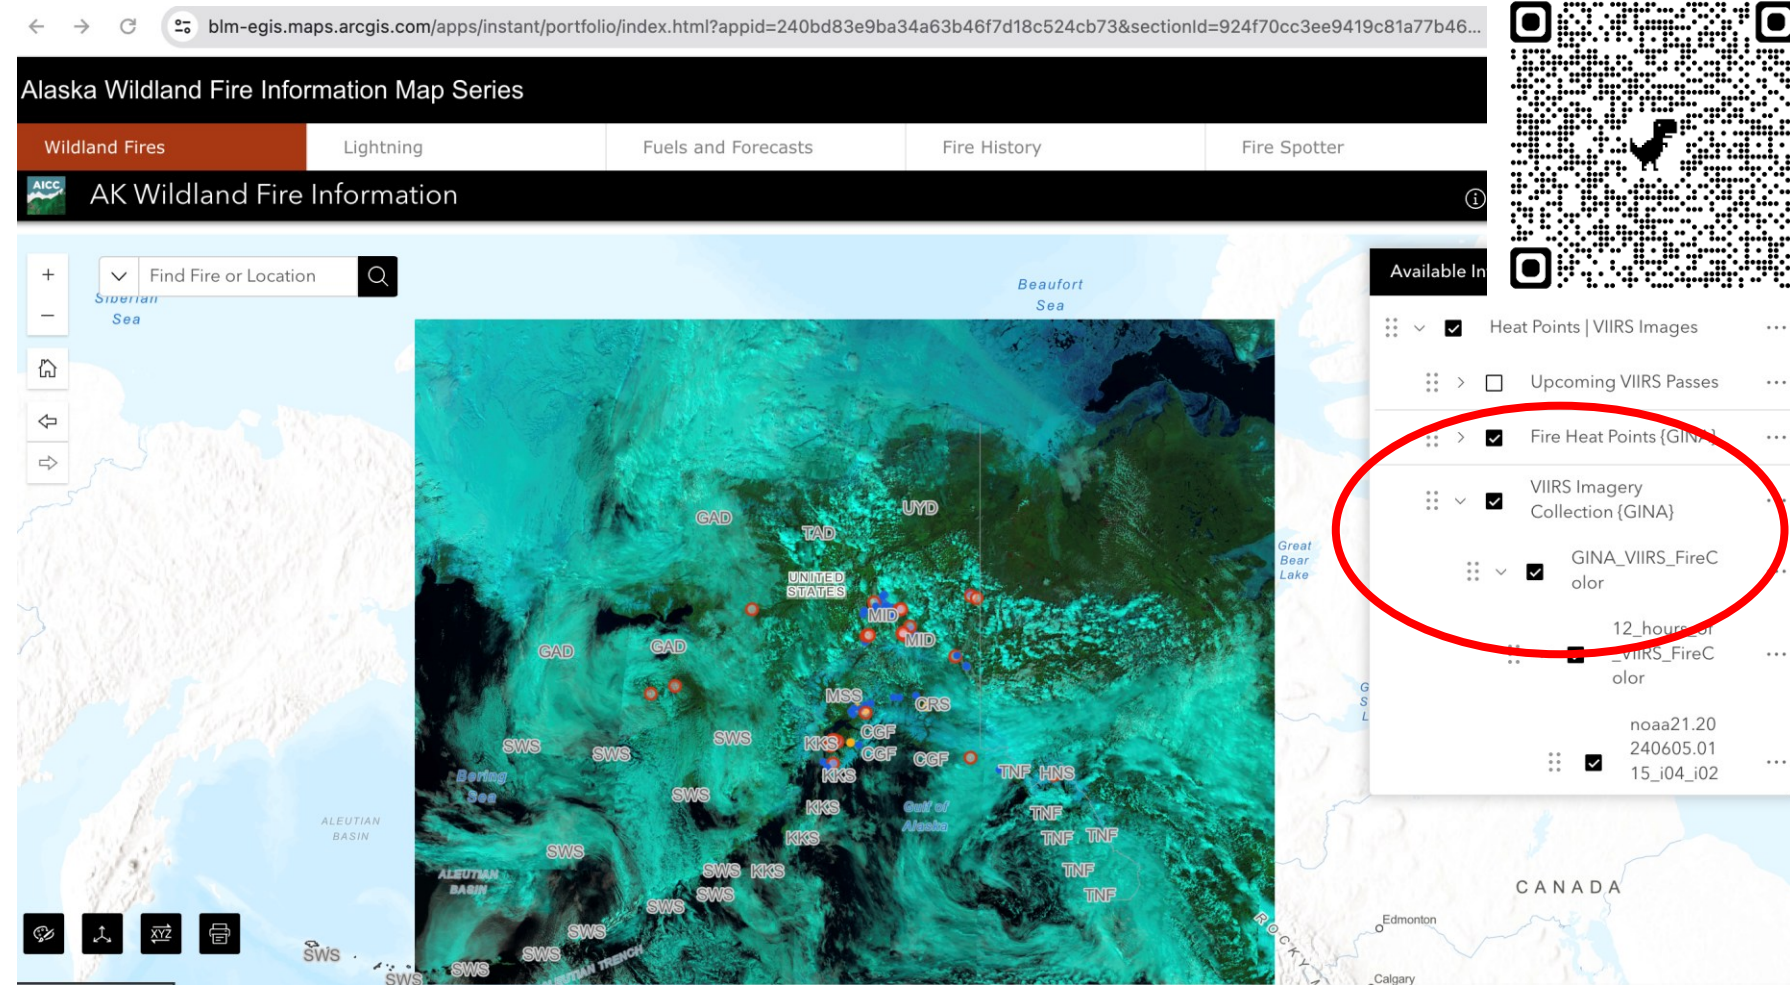 blm-egis.maps.arcgis.com/apps/instant/portfolio/index.html?appid=240bd83e9ba34a63b46f7d18c524cb73&sectionId=924f70cc3ee9419c81a77b46...
Alaska Wildland Fire Information Map Series
Wildland Fires
Lightning
Fuels and Forecasts
Fire History
Fire Spotter
AICC
AK Wildland Fire Information
Find Fire or Location
Siberian
Sea
Beaufort
Sea
Available In
Heat Points | VIIRS Images
Upcoming VIIRS Passes
Fire Heat Points {GINA}
VIIRS Imagery
Collection {GINA}
GINA_VIIRS_FireC
olor
12_hours_of
_VIIRS_FireC
olor
noaa21.20
240605.01
15_i04_i02
UYD
GAD
TAD
UNITED
STATES
Great
Bear
Lake
MID
MID
GAD
GAD
MSS
CRS
G
S
L
SWS
SWS
SWS
KKS
CGF
CGF
CGF
KKS
TNF
HNS
Bering
Sea
SWS
KKS
Gulf of
Alaska
TNF
ALEUTIAN
BASIN
KKS
TNF
TNF
SWS
SWS
KKS
TNF
ALEUTIAN
BASIN
SWS
TNF
SWS
CANADA
SWS
Edmonton
ROCKY
SWS
SWS
SWS
SWS
ALEUTIAN TRENCH
Calgary
XYZ